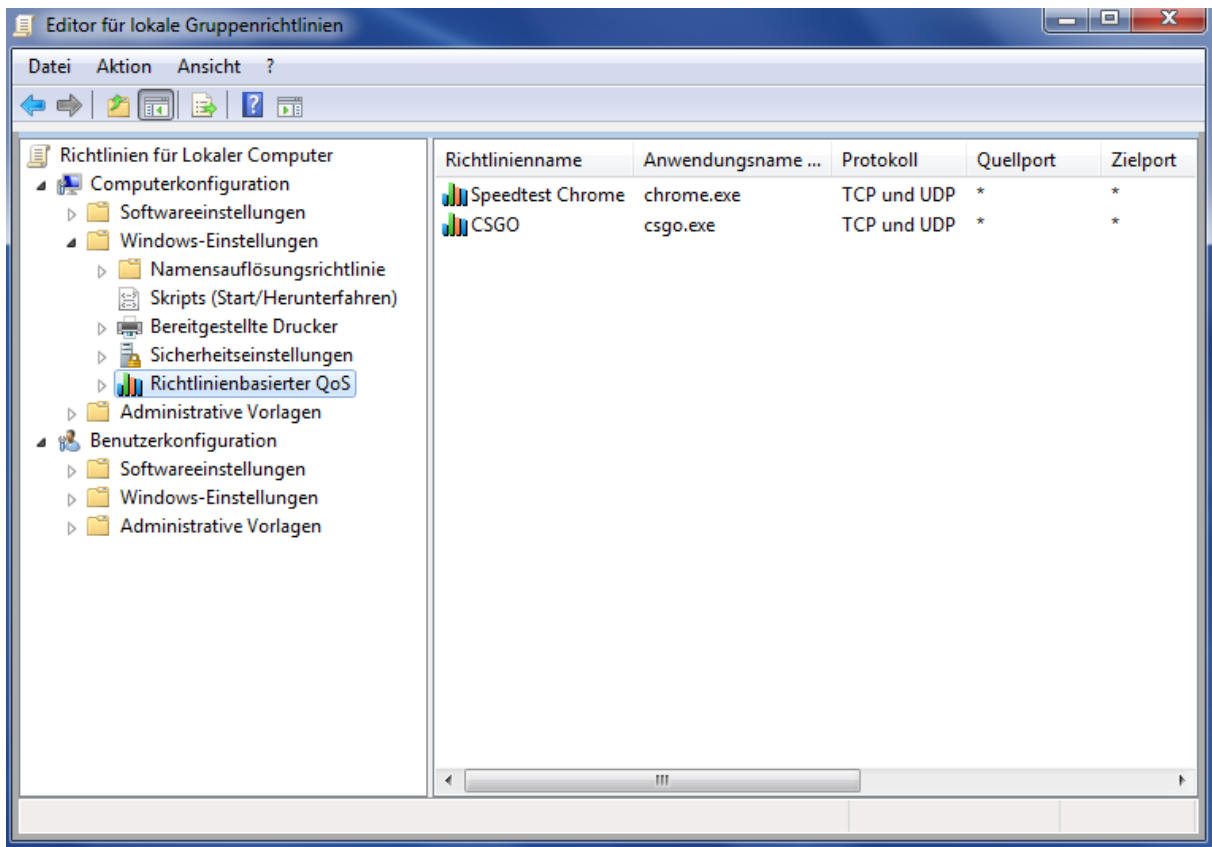 Editor für lokale Gruppenrichtlinien
Datei Aktion Ansicht ?
Richtlinien für Lokaler Computer
Computerkonfiguration
Softwareeinstellungen
Windows-Einstellungen
Namensauflösungsrichtlinie
Skripts (Start/Herunterfahren)
Bereitgestellte Drucker
Sicherheitseinstellungen
Richtlinienbasierter QoS
Administrative Vorlagen
Benutzerkonfiguration
Softwareeinstellungen
Windows-Einstellungen
Administrative Vorlagen
Richtlinienname Anwendungsname ... Protokoll Quellport Zielport
Speedtest Chrome chrome.exe TCP und UDP * *
CSGO csgo.exe TCP und UDP * *